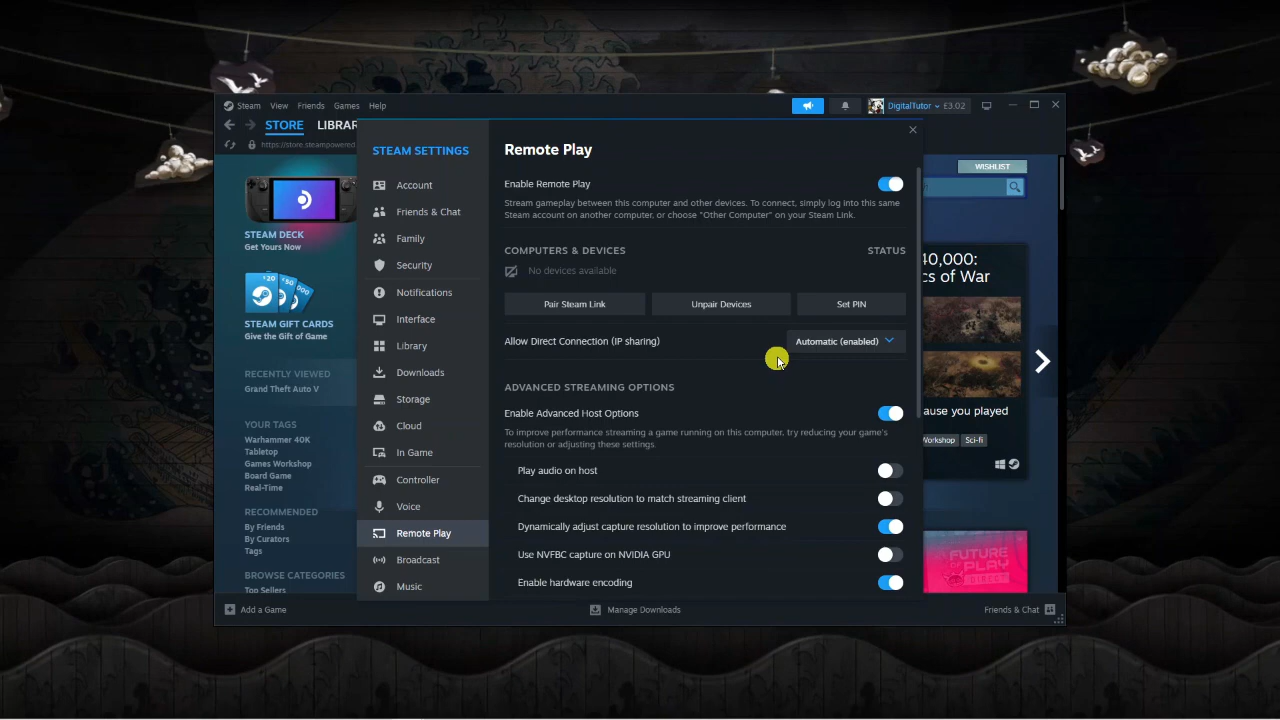 Steam View Friends Games Help
DigitalTutor E3.02
STORE LIBRAR
https://store.steampowered
STEAM SETTINGS
Account
Friends & Chat
Family
Security
Notifications
Interface
Library
Downloads
Storage
Cloud
In Game
Controller
Voice
Remote Play
Broadcast
Music
Remote Play
Enable Remote Play
Stream gameplay between this computer and other devices. To connect, simply log into this same
Steam account on another computer, or choose "Other Computer" on your Steam Link.
COMPUTERS & DEVICES STATUS
No devices available
Pair Steam Link Unpair Devices Set PIN
Allow Direct Connection (IP sharing) Automatic (enabled)
ADVANCED STREAMING OPTIONS
Enable Advanced Host Options
To improve performance streaming a game running on this computer, try reducing your game's
resolution or adjusting these settings.
Play audio on host
Change desktop resolution to match streaming client
Dynamically adjust capture resolution to improve performance
Use NVFBC capture on NVIDIA GPU
Enable hardware encoding
STEAM DECK
Get Yours Now
STEAM GIFT CARDS
Give the Gift of Game
RECENTLY VIEWED
Grand Theft Auto V
YOUR TAGS
Warhammer 40K
Tabletop
Games Workshop
Board Game
Real-Time
RECOMMENDED
By Friends
By Curators
Tags
BROWSE CATEGORIES
Top Sellers
WISHLIST
40,000:
cs of War
ause you played
Workshop Sci-fi
FUTURE
OF PLAY
DIRECT
Add a Game Manage Downloads Friends & Chat